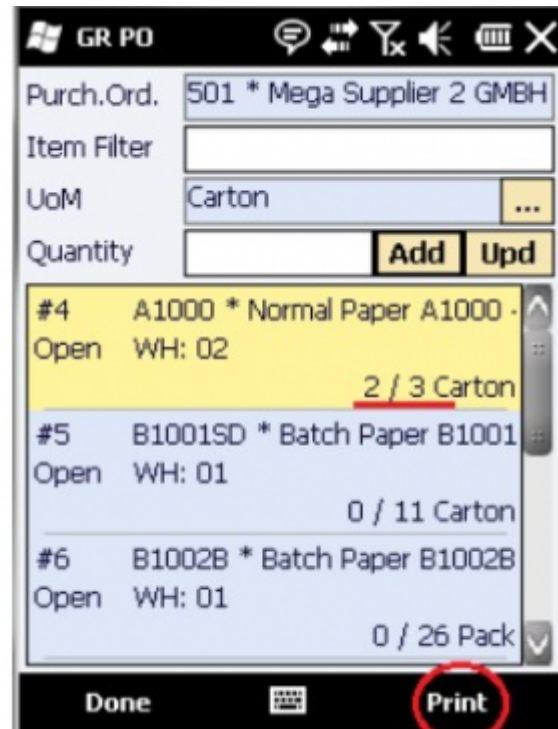 GR PO
Purch.Ord. 501 * Mega Supplier 2 GMBH
Item Filter
UoM Carton ...
Quantity Add Upd
#4 A1000 * Normal Paper A1000 -
Open WH: 02
2 / 3 Carton
#5 B1001SD * Batch Paper B1001
Open WH: 01
0 / 11 Carton
#6 B1002B * Batch Paper B1002B
Open WH: 01
0 / 26 Pack
Done Print